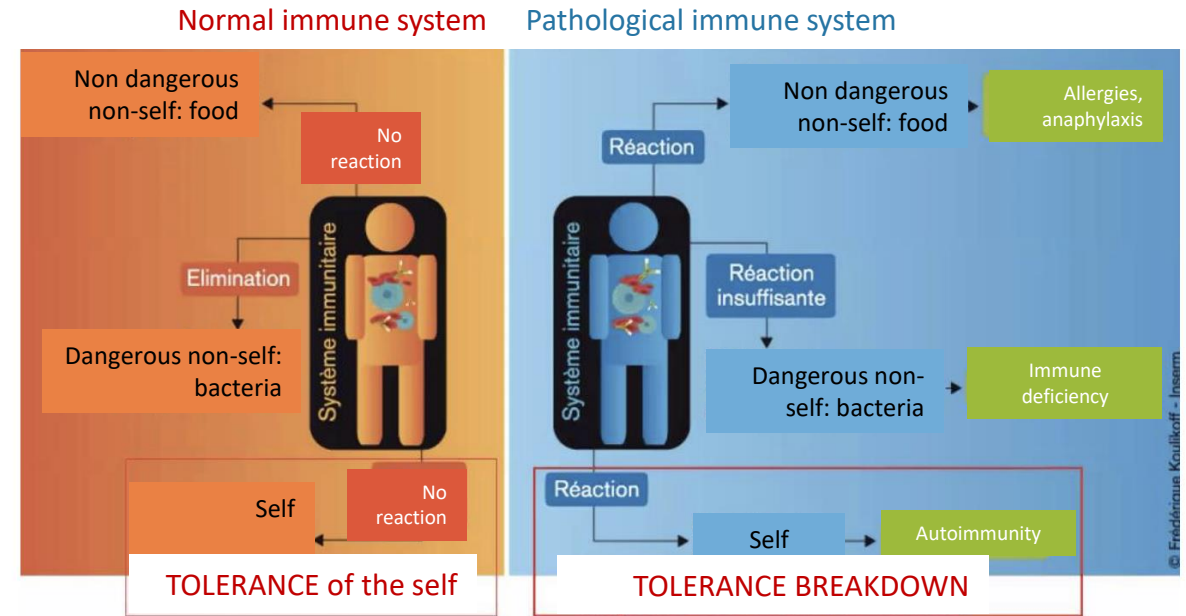 Normal immune system
Pathological immune system
Non dangerous
non-self: food
No
reaction
Système immunitaire
Elimination
Dangerous non-self:
bacteria
Self
No
reaction
TOLERANCE of the self
Réaction
Non dangerous
non-self: food
Allergies,
anaphylaxis
Système immunitaire
Réaction
insuffisante
Dangerous non-
self: bacteria
Immune
deficiency
Réaction
Self
Autoimmunity
TOLERANCE BREAKDOWN
© Frédérique Koulikoff - Inserm